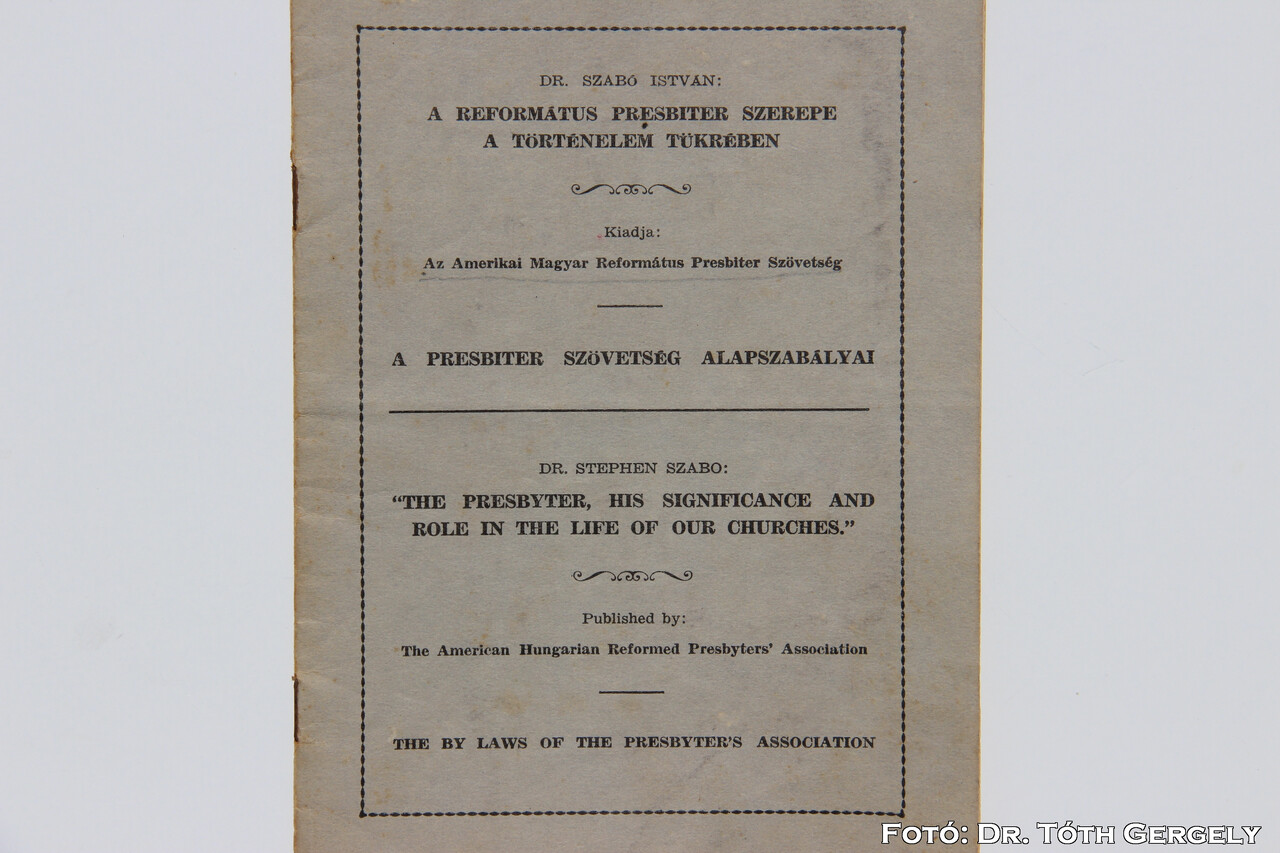 DR. SZABÓ ISTVÁN:
A REFORMÁTUS PRESBITER SZEREPE
A TÖRTÉNELEM TÜKRÉBEN
Kiadja:
Az Amerikai Magyar Református Presbiter Szövetség
A PRESBITER SZÖVETSÉG ALAPSZABÁLYAI
DR. STEPHEN SZABO:
“THE PRESBYTER, HIS SIGNIFICANCE AND
ROLE IN THE LIFE OF OUR CHURCHES.”
Published by:
The American Hungarian Reformed Presbyters’ Association
THE BY LAWS OF THE PRESBYTER’S ASSOCIATION
FOTÓ: DR. TÓTH GERGELY